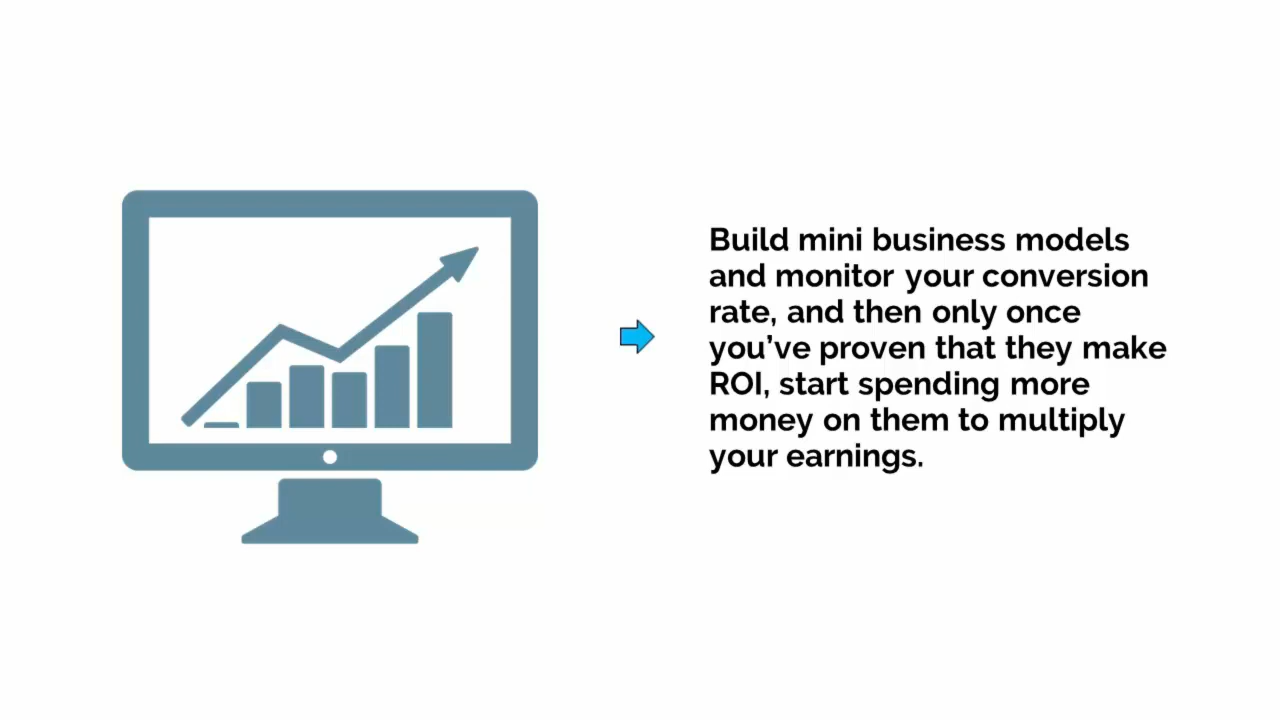 Build mini business models
and monitor your conversion
rate, and then only once
you’ve proven that they make
ROI, start spending more
money on them to multiply
your earnings.